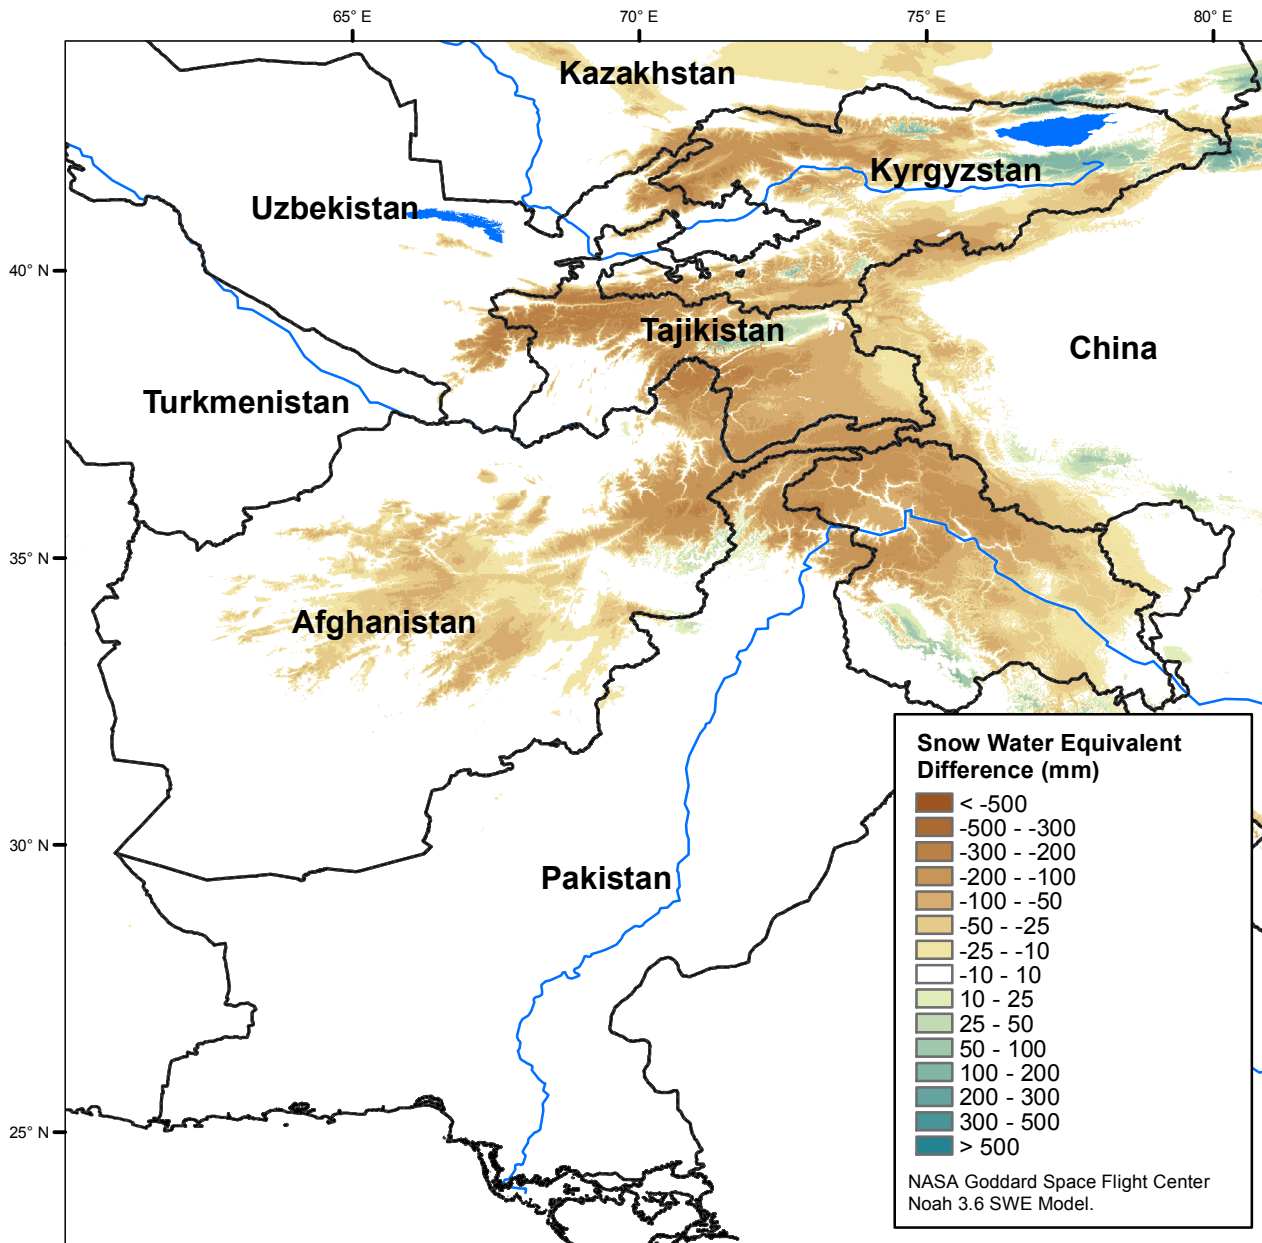 65° E
70° E
75° E
80° E
Kazakhstan
Kyrgyzstan
Uzbekistan
40° N
Tajikistan
China
Turkmenistan
35° N
Afghanistan
Snow Water Equivalent
Difference (mm)
< -500
-500 - -300
-300 - -200
-200 - -100
-100 - -50
-50 - -25
-25 - -10
-10 - 10
10 - 25
25 - 50
50 - 100
100 - 200
200 - 300
300 - 500
> 500
NASA Goddard Space Flight Center
Noah 3.6 SWE Model.
30° N
Pakistan
25° N